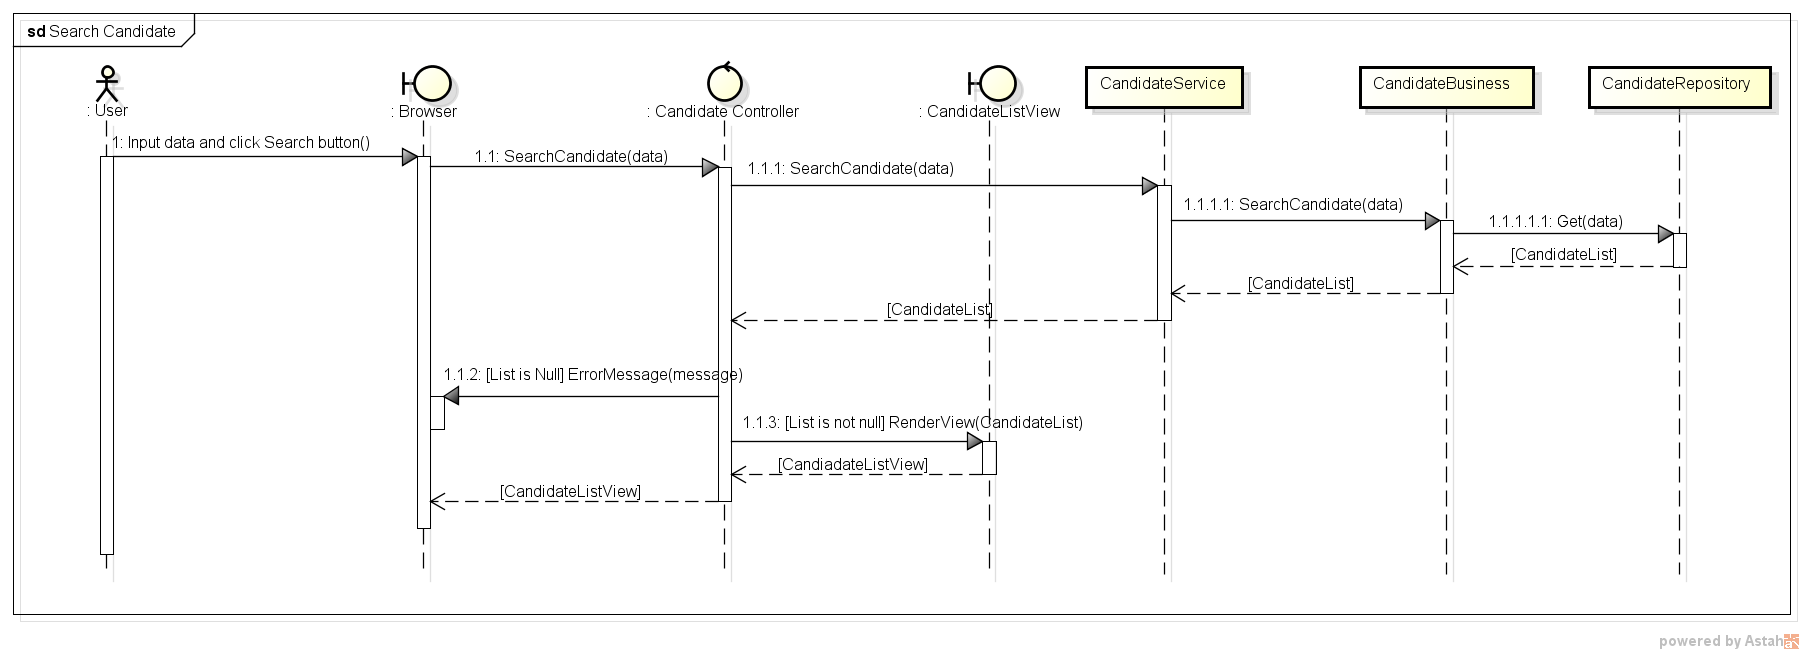 sd Search Candidate
: User
: Browser
: Candidate Controller
: CandidateListView
CandidateService
CandidateBusiness
CandidateRepository
1: Input data and click Search button()
1.1: SearchCandidate(data)
1.1.1: SearchCandidate(data)
1.1.1.1: SearchCandidate(data)
1.1.1.1.1: Get(data)
[CandidateList]
[CandidateList]
[CandidateList]
1.1.2: [List is Null] ErrorMessage(message)
1.1.3: [List is not null] RenderView(CandidateList)
[CandiadateListView]
[CandidateListView]
powered by Astah